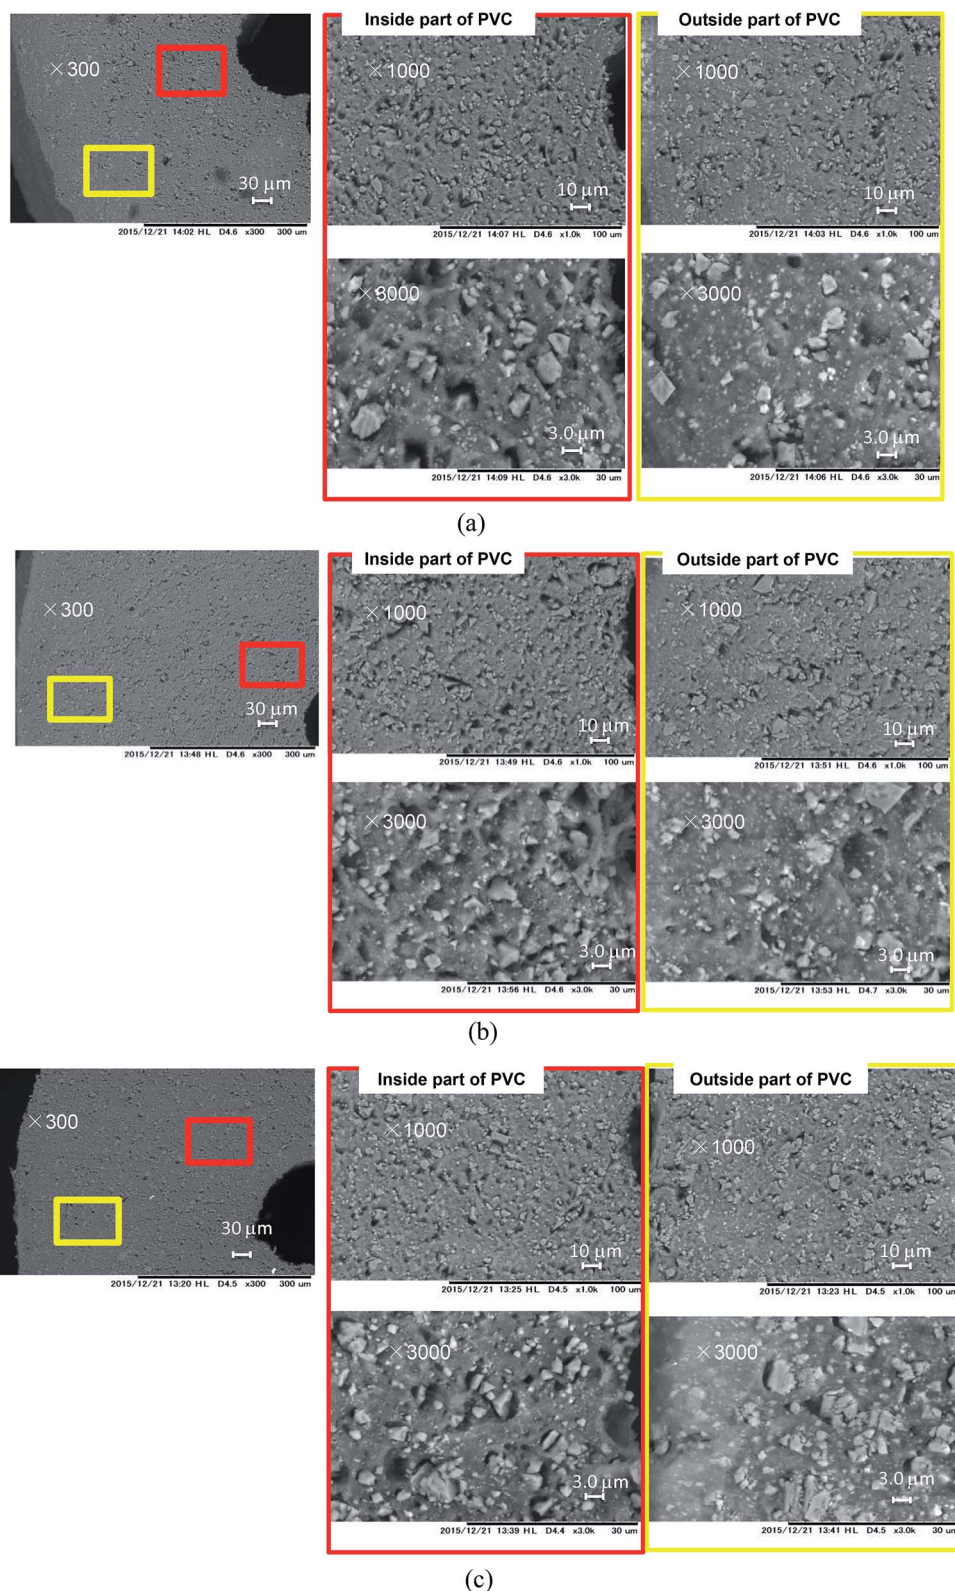 Inside part of PVC
Outside part of PVC
×300
×1000
×1000
30 μm
10 μm
10 μm
2015/12/21 14:02 HL D4.6 x300 300 um
2015/12/21 14:07 HL D4.6 x1.0k 100 um
2015/12/21 14:03 HL D4.6 x1.0k 100 um
×3000
×3000
3.0 μm
3.0 μm
2015/12/21 14:09 HL D4.6 x3.0k 30 um
2015/12/21 14:06 HL D4.6 x3.0k 30 um
(a)
Inside part of PVC
Outside part of PVC
×300
×1000
×1000
30 μm
10 μm
10 μm
2015/12/21 13:48 HL D4.6 x300 300 um
2015/12/21 13:49 HL D4.6 x1.0k 100 um
2015/12/21 13:51 HL D4.6 x1.0k 100 um
×3000
×3000
3.0 μm
3.0 μm
2015/12/21 13:56 HL D4.6 x3.0k 30 um
2015/12/21 13:53 HL D4.7 x3.0k 30 um
(b)
Inside part of PVC
Outside part of PVC
×300
×1000
×1000
30 μm
10 μm
10 μm
2015/12/21 13:20 HL D4.5 x300 300 um
2015/12/21 13:25 HL D4.5 x1.0k 100 um
2015/12/21 13:23 HL D4.5 x1.0k 100 um
×3000
×3000
3.0 μm
3.0 μm
2015/12/21 13:39 HL D4.4 x3.0k 30 um
2015/12/21 13:41 HL D4.5 x3.0k 30 um
(c)